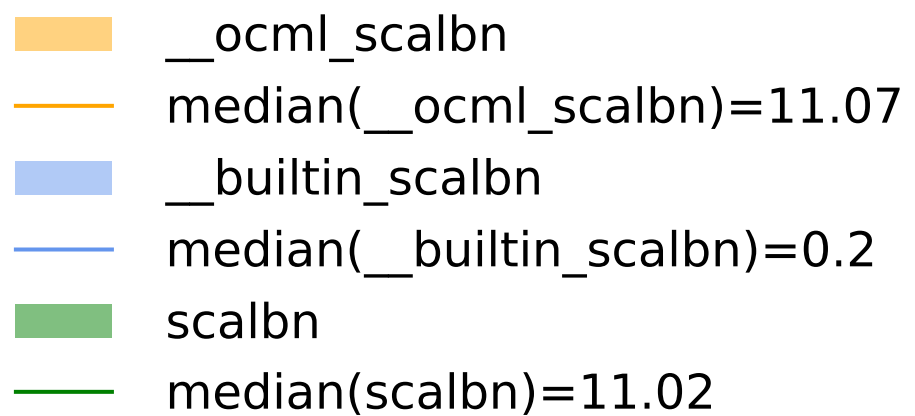 __ocml_scalbn
median(__ocml_scalbn)=11.07
__builtin_scalbn
median(__builtin_scalbn)=0.2
scalbn
median(scalbn)=11.02